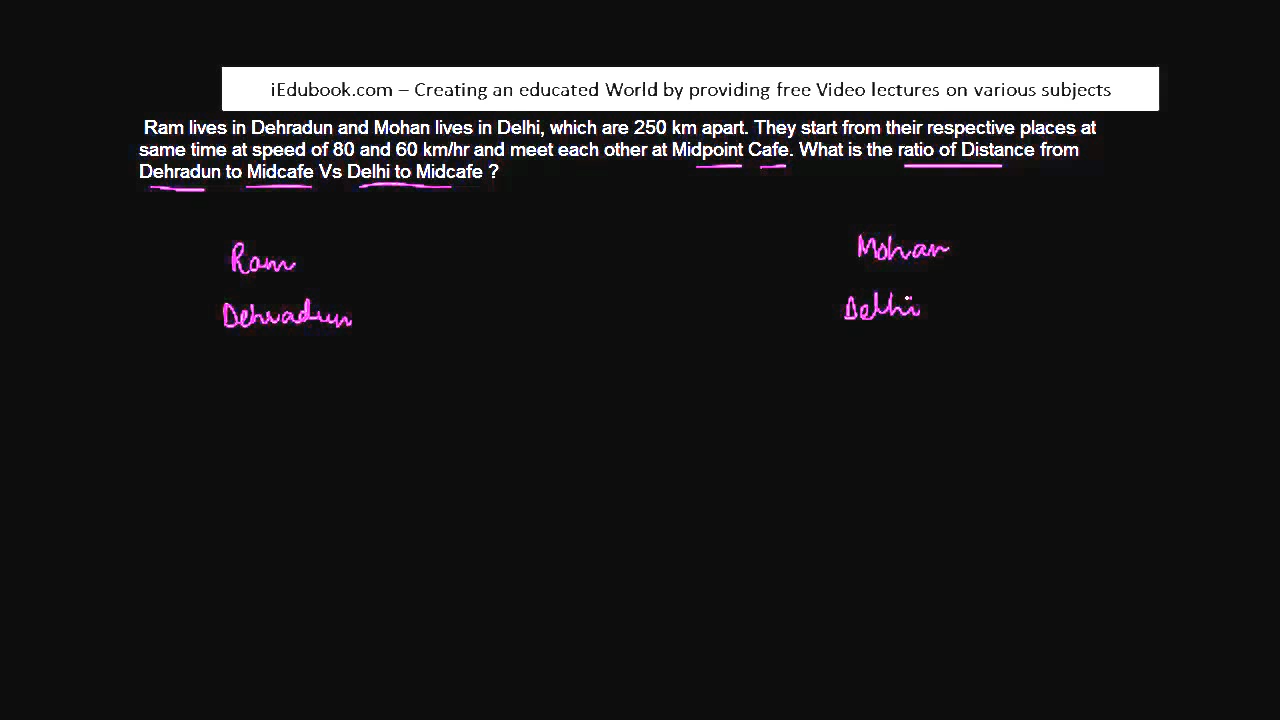 iEdubook.com – Creating an educated World by providing free Video lectures on various subjects
Ram lives in Dehradun and Mohan lives in Delhi, which are 250 km apart. They start from their respective places at
same time at speed of 80 and 60 km/hr and meet each other at Midpoint Cafe. What is the ratio of Distance from
Dehradun to Midcafe Vs Delhi to Midcafe ?
Ram
Mohan
Dehradun
Delhi